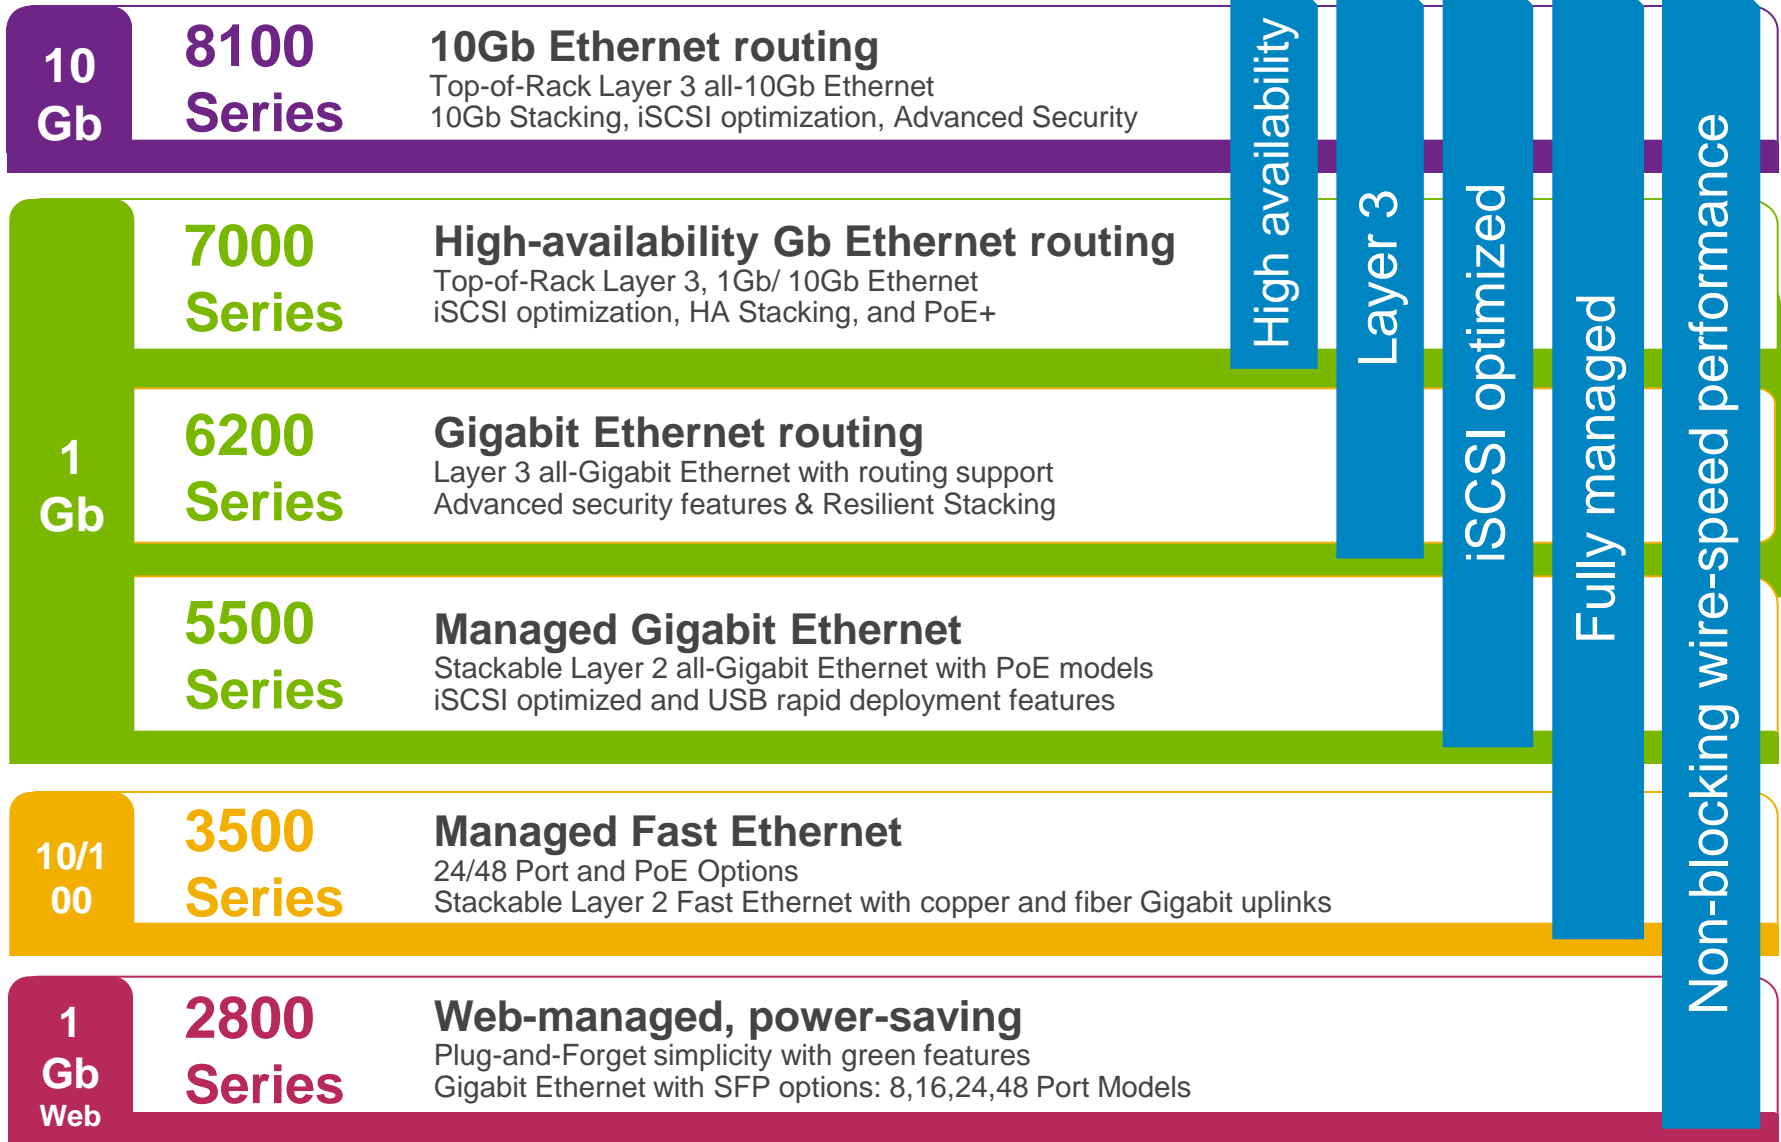 10
Gb
8100
Series
10Gb Ethernet routing
Top-of-Rack Layer 3 all-10Gb Ethernet
10Gb Stacking, iSCSI optimization, Advanced Security
1
Gb
7000
Series
High-availability Gb Ethernet routing
Top-of-Rack Layer 3, 1Gb/ 10Gb Ethernet
iSCSI optimization, HA Stacking, and PoE+
6200
Series
Gigabit Ethernet routing
Layer 3 all-Gigabit Ethernet with routing support
Advanced security features & Resilient Stacking
5500
Series
Managed Gigabit Ethernet
Stackable Layer 2 all-Gigabit Ethernet with PoE models
iSCSI optimized and USB rapid deployment features
10/1
00
3500
Series
Managed Fast Ethernet
24/48 Port and PoE Options
Stackable Layer 2 Fast Ethernet with copper and fiber Gigabit uplinks
1
Gb
Web
2800
Series
Web-managed, power-saving
Plug-and-Forget simplicity with green features
Gigabit Ethernet with SFP options: 8,16,24,48 Port Models
High availability
Layer 3
iSCSI optimized
Fully managed
Non-blocking wire-speed performance